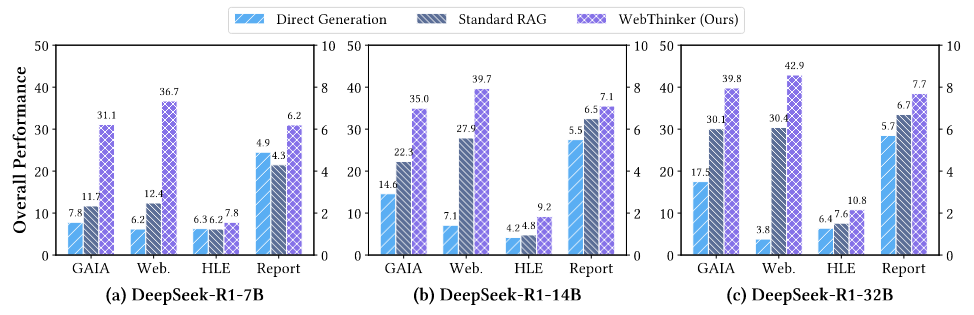 Direct Generation Standard RAG WebThinker (Ours)
Overall Performance
50 40 30 20 10 0
7.8 11.7 31.1
6.2 12.4 36.7
6.3 6.2 7.8
4.9 4.3 6.2
10 8 6 4 2 0
GAIA Web. HLE Report
(a) DeepSeek-R1-7B
50 40 30 20 10 0
14.6 22.3 35.0
7.1 27.9 39.7
4.2 4.8 9.2
5.5 6.5 7.1
10 8 6 4 2 0
GAIA Web. HLE Report
(b) DeepSeek-R1-14B
50 40 30 20 10 0
17.5 30.1 39.8
3.8 30.4 42.9
6.4 7.6 10.8
5.7 6.7 7.7
10 8 6 4 2 0
GAIA Web. HLE Report
(c) DeepSeek-R1-32B